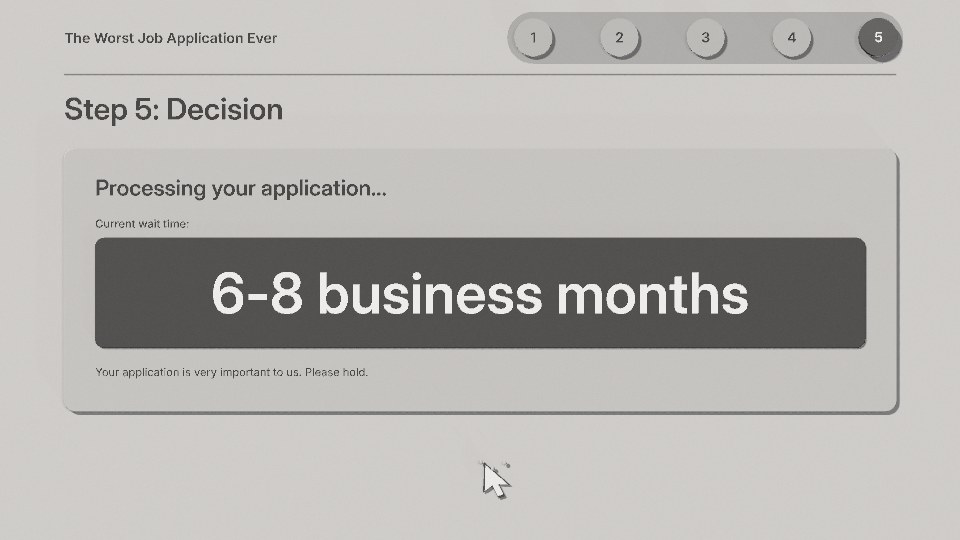 The Worst Job Application Ever
1 2 3 4 5
Step 5: Decision
Processing your application...
Current wait time:
6-8 business months
Your application is very important to us. Please hold.